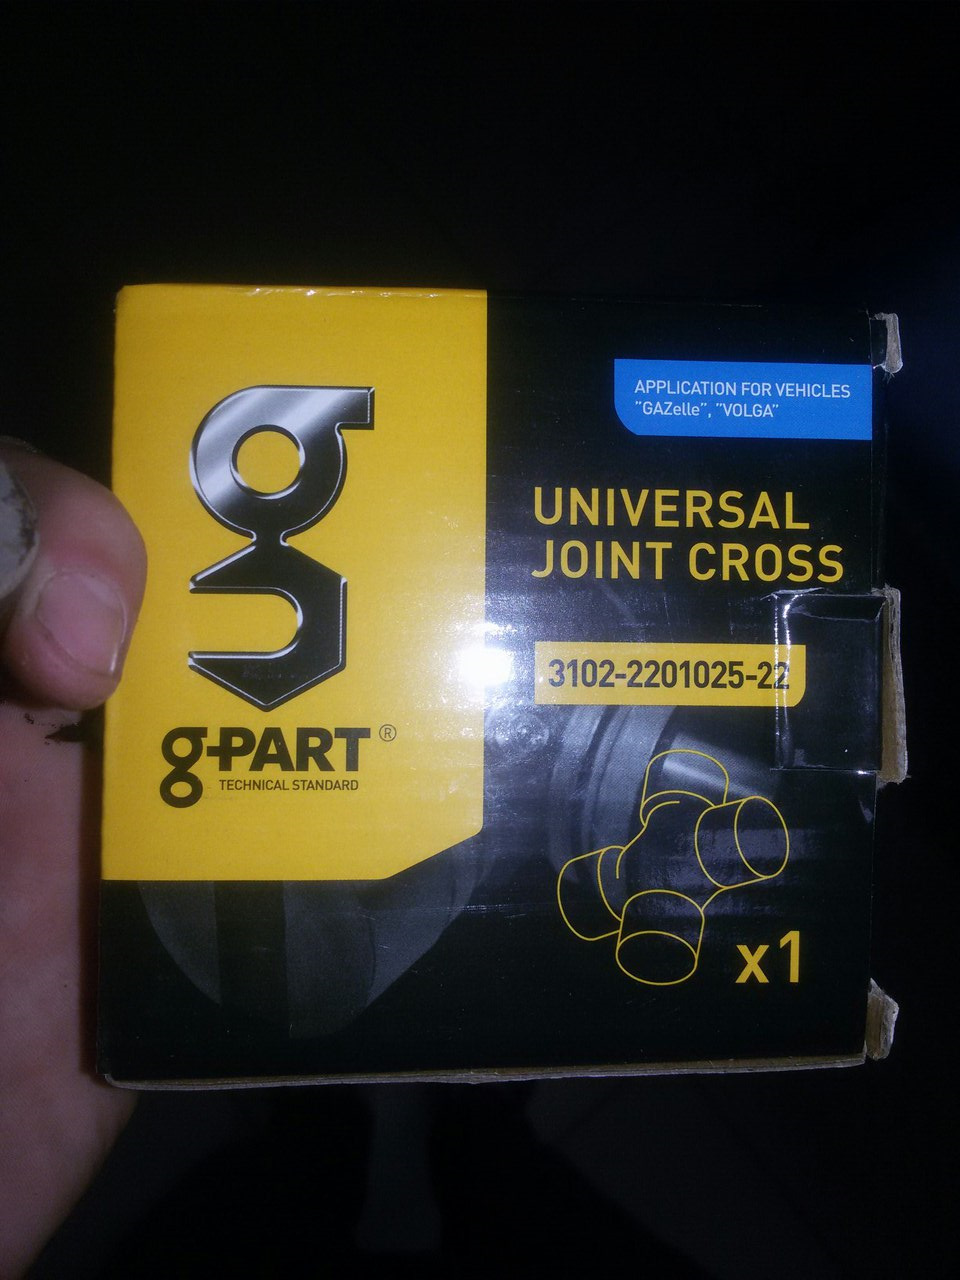 g-PART®
TECHNICAL STANDARD
APPLICATION FOR VEHICLES
"GAZelle", "VOLGA"
UNIVERSAL
JOINT CROSS
3102-2201025-22
x1